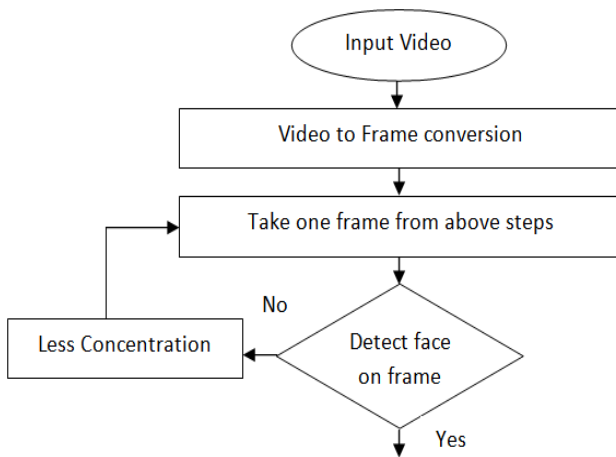 Input Video
Video to Frame conversion
Take one frame from above steps
No
Less Concentration
Detect face
on frame
Yes